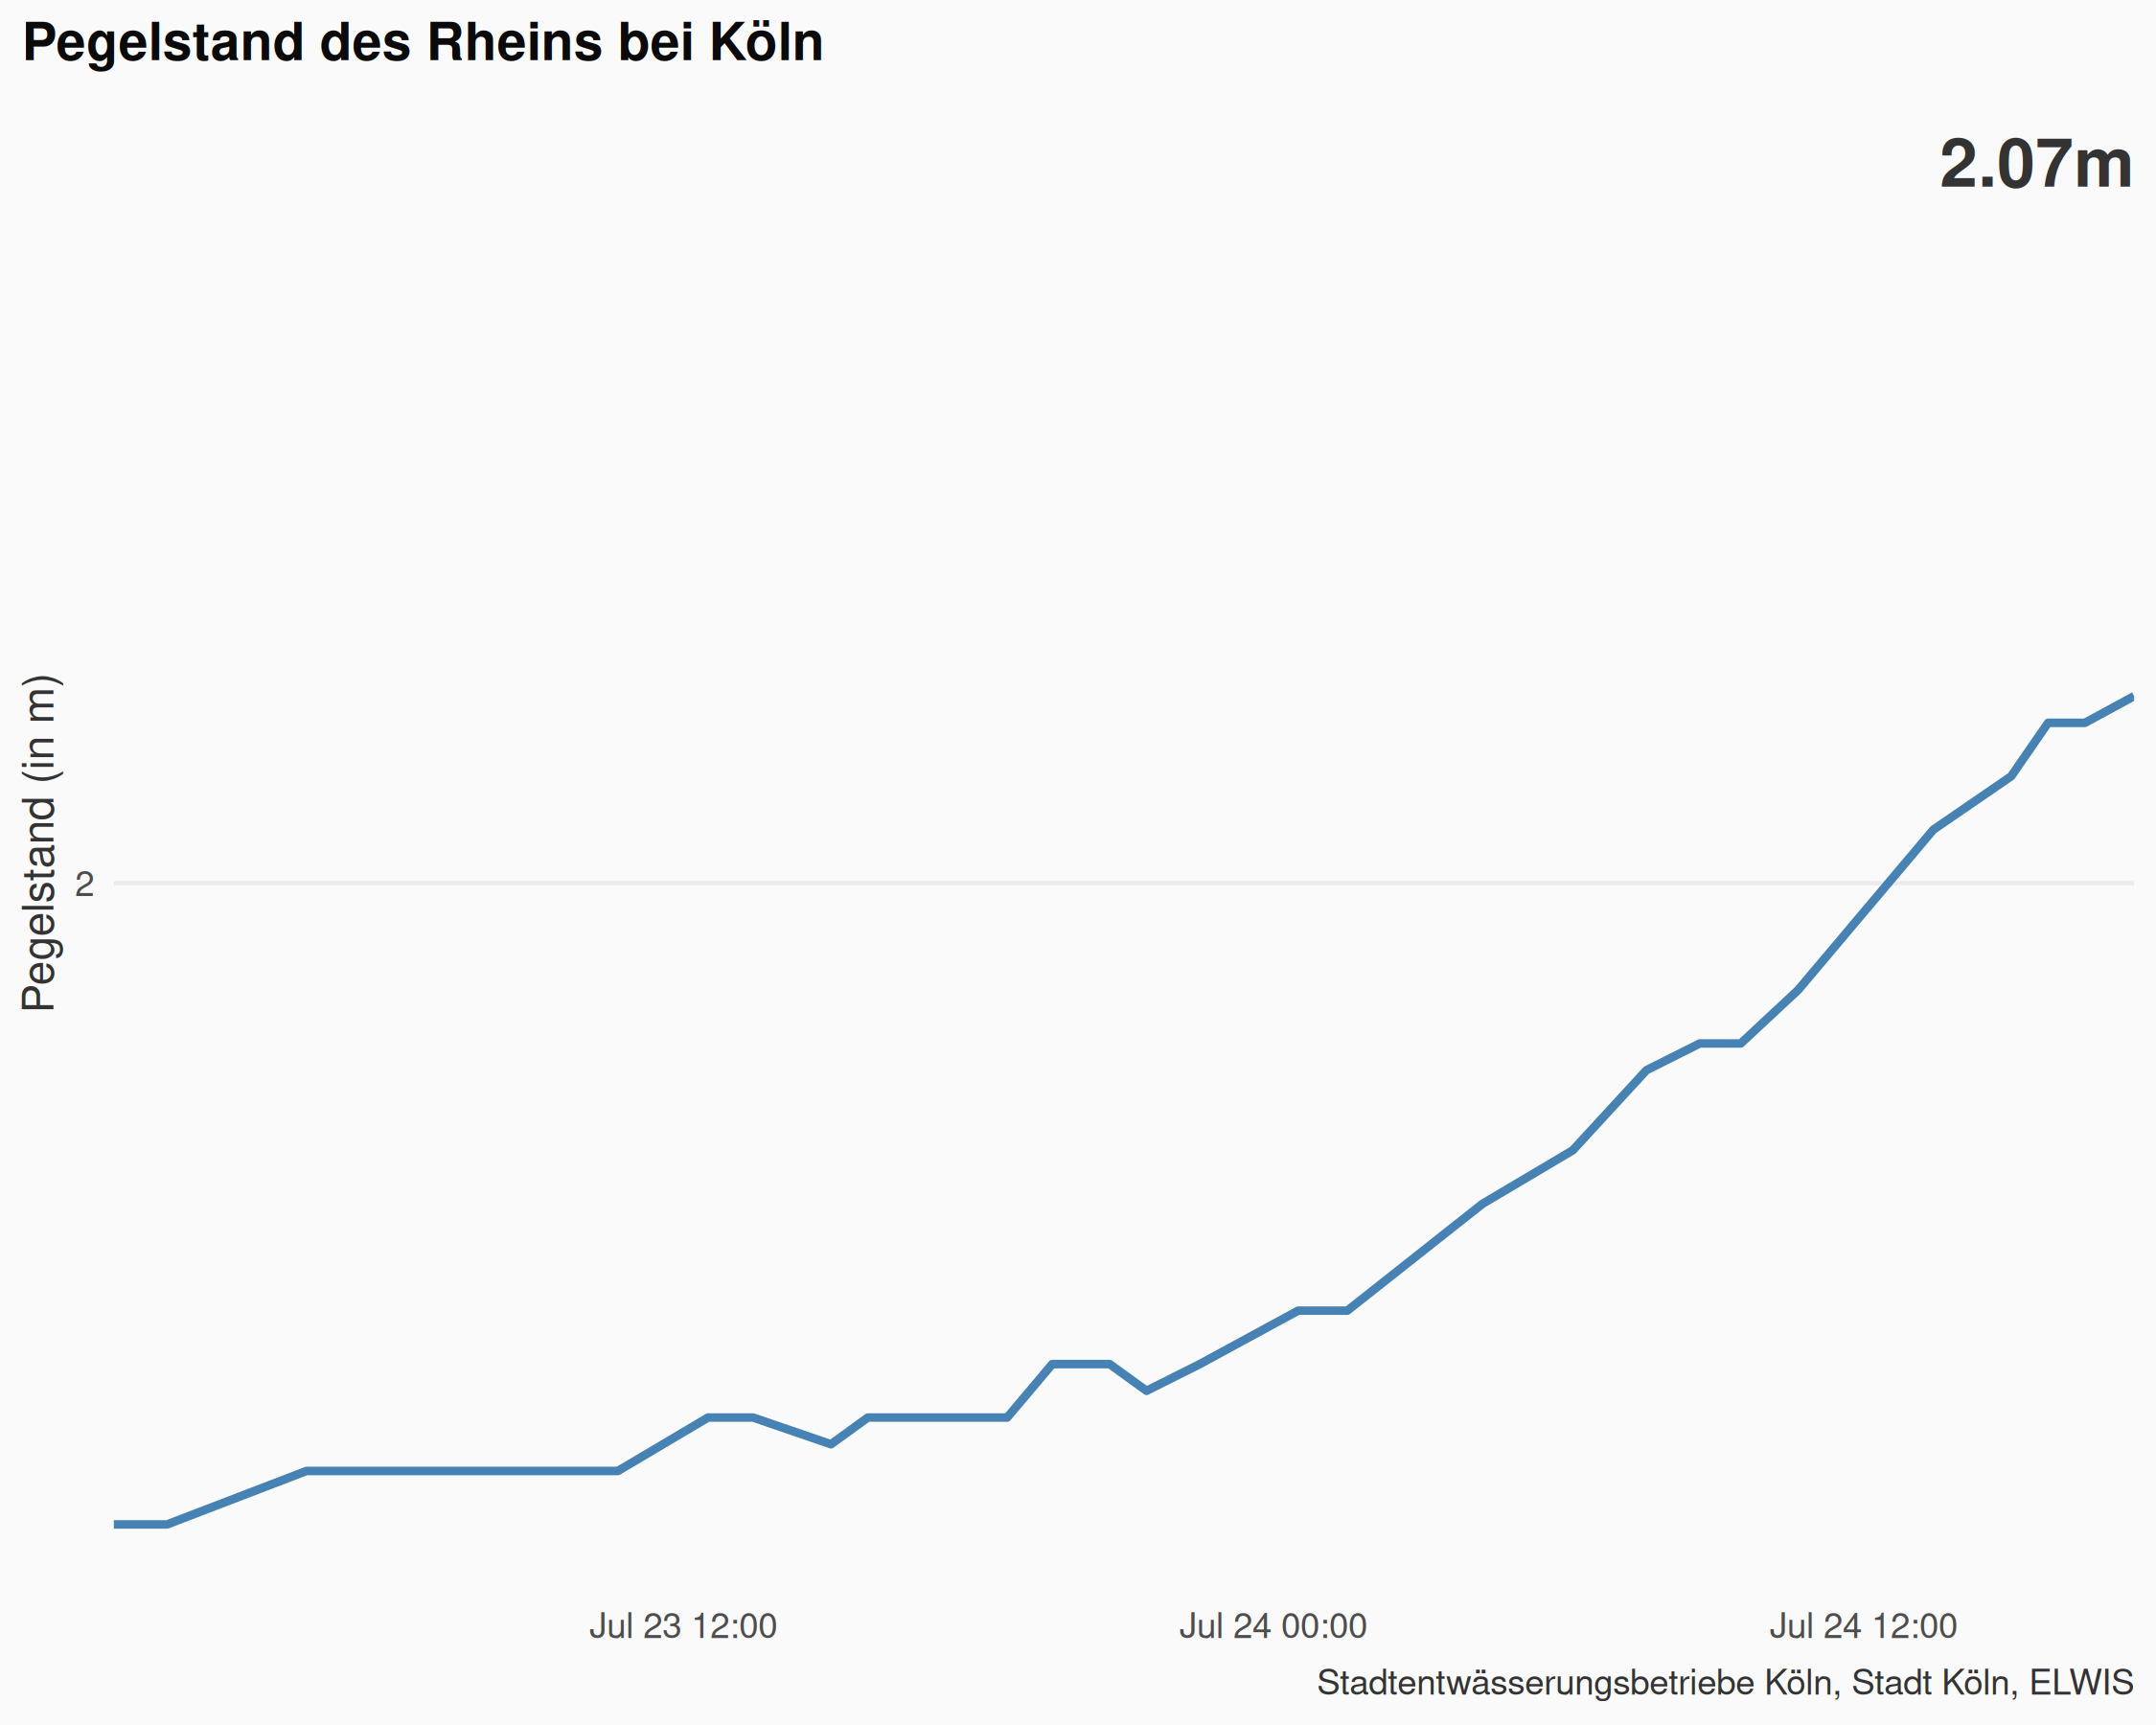 Pegelstand des Rheins bei Köln
2.07m
Pegelstand (in m)
2
Jul 23 12:00
Jul 24 00:00
Jul 24 12:00
Stadtentwässerungsbetriebe Köln, Stadt Köln, ELWIS